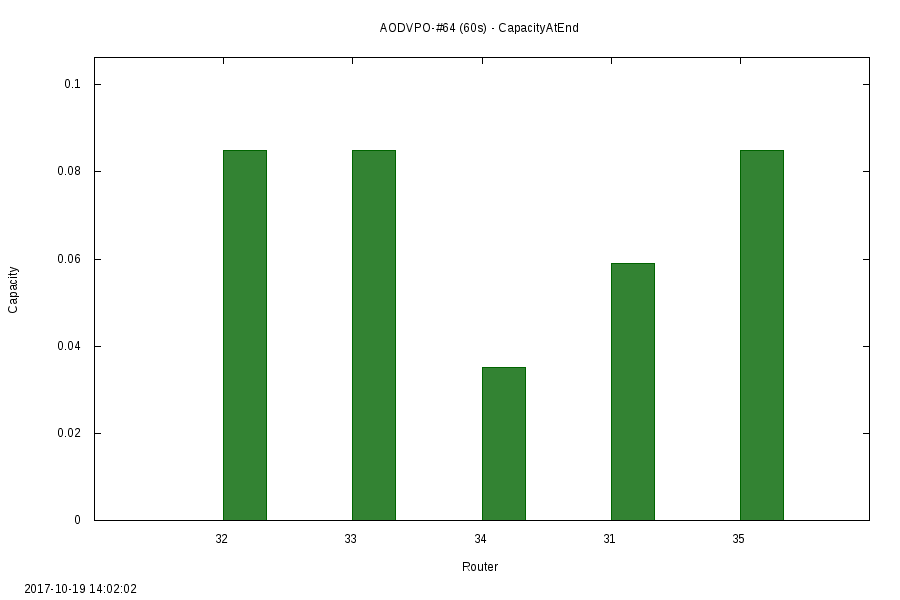 AODVPO-#64 (60s) - CapacityAtEnd
0.1
0.08
0.06
0.04
0.02
0
Capacity
32 33 34 31 35
Router
2017-10-19 14:02:02